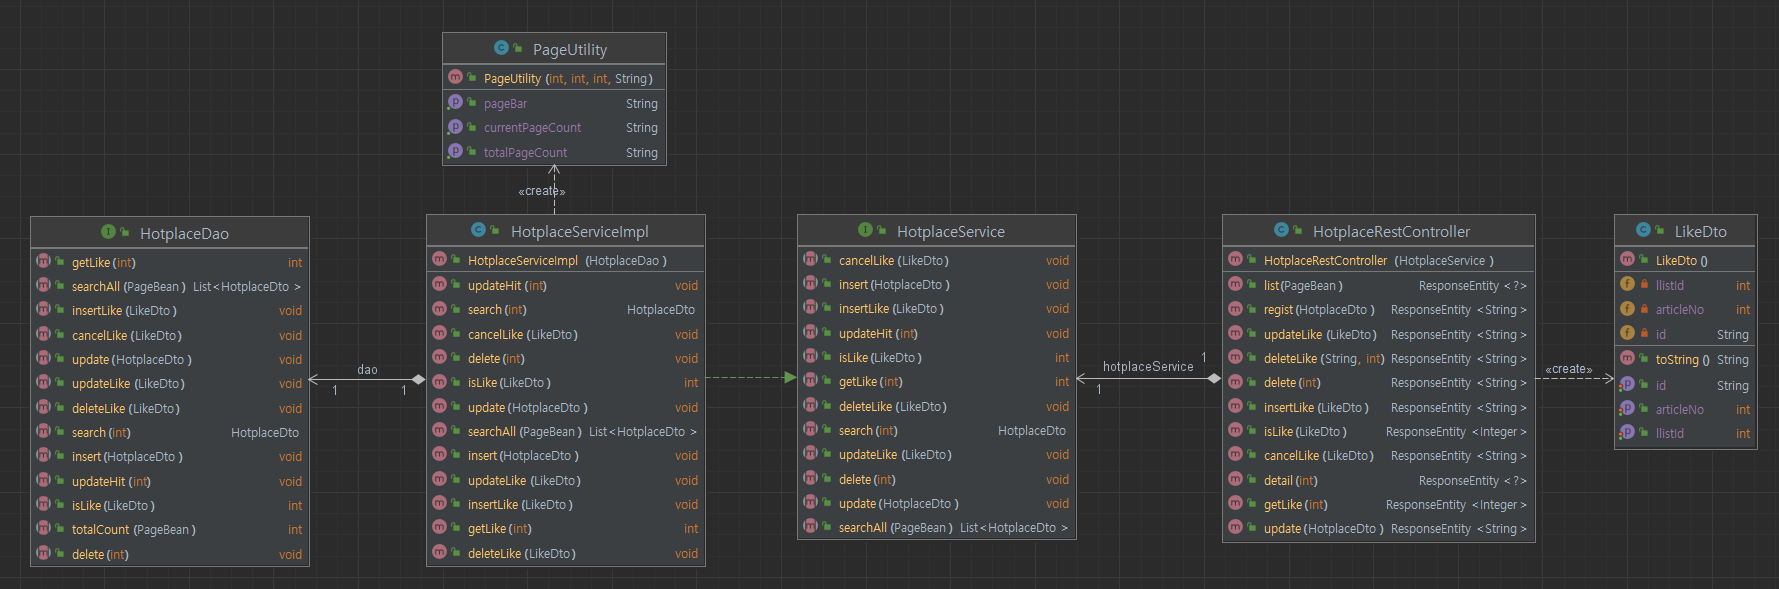 PageUtility
PageUtility (int, int, int, String)
pageBar String
currentPageCount String
totalPageCount String
«create»
HotplaceDao
getLike(int) int
searchAll (PageBean) List<HotplaceDto >
insertLike (LikeDto) void
cancelLike (LikeDto) void
update (HotplaceDto ) void
updateLike (LikeDto) void
deleteLike (LikeDto) void
search (int) HotplaceDto
insert (HotplaceDto ) void
updateHit (int) void
isLike (LikeDto) int
totalCount (PageBean) int
delete (int) void
dao
1
1
HotplaceServiceImpl
HotplaceServiceImpl (HotplaceDao )
updateHit (int) void
search (int) HotplaceDto
cancelLike (LikeDto) void
delete (int) void
isLike (LikeDto) int
update (HotplaceDto ) void
searchAll (PageBean) List<HotplaceDto >
insert (HotplaceDto ) void
updateLike (LikeDto) void
insertLike (LikeDto) void
getLike (int) int
deleteLike (LikeDto) void
HotplaceService
cancelLike (LikeDto) void
insert (HotplaceDto ) void
insertLike (LikeDto) void
updateHit (int) void
isLike (LikeDto) int
getLike (int) int
deleteLike (LikeDto) void
search (int) HotplaceDto
updateLike (LikeDto) void
delete (int) void
update (HotplaceDto ) void
searchAll (PageBean) List<HotplaceDto >
hotplaceService
1
1
HotplaceRestController
HotplaceRestController (HotplaceService )
list(PageBean ) ResponseEntity <?>
regist (HotplaceDto ) ResponseEntity <String >
updateLike (LikeDto) ResponseEntity <String >
deleteLike (String, int) ResponseEntity <String >
delete (int) ResponseEntity <String >
insertLike (LikeDto) ResponseEntity <String >
isLike (LikeDto ) ResponseEntity <Integer >
cancelLike (LikeDto) ResponseEntity <String >
detail (int) ResponseEntity <?>
getLike (int) ResponseEntity <Integer >
update (HotplaceDto ) ResponseEntity <String >
«create»
LikeDto
LikeDto ()
llistId int
articleNo int
id String
toString () String
id String
articleNo int
llistId int